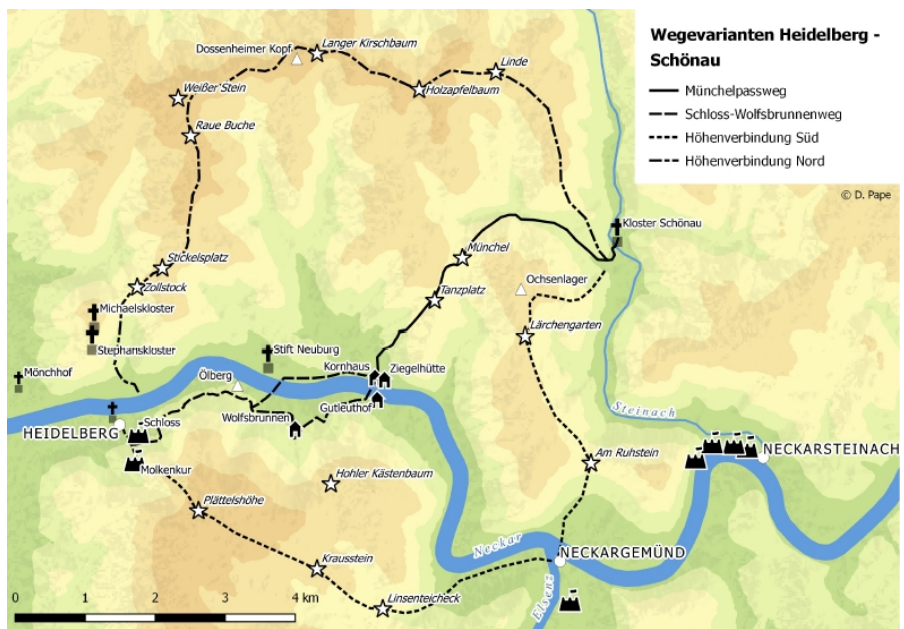 Wegevarianten Heidelberg -
Schönau
Münchelpassweg
Schloss-Wolfsbrunnenweg
Höhenverbindung Süd
Höhenverbindung Nord
© D. Pape
Langer Kirschbaum
Dossenheimer Kopf
Linde
Holzapfelbaum
Weißer Stein
Raue Buche
Kloster Schönau
Münchel
Stickelsplatz
Ochsenlager
Zollstock
Tanzplatz
Michaelskloster
Lärchengarten
Stephanskloster
Stift Neuburg
Kornhaus
Ziegelhütte
Mönchhof
Ölberg
Gutleuthof
Steinach
Wolfsbrunnen
Schloss
HEIDELBERG
NECKARSTEINACH
Am Ruhstein
Molkenkur
Hohler Kästenbaum
Plättelshöhe
Neckar
NECKARGEMÜND
Krausstein
Elsenz
Linsenteicheck
0 1 2 3 4 km